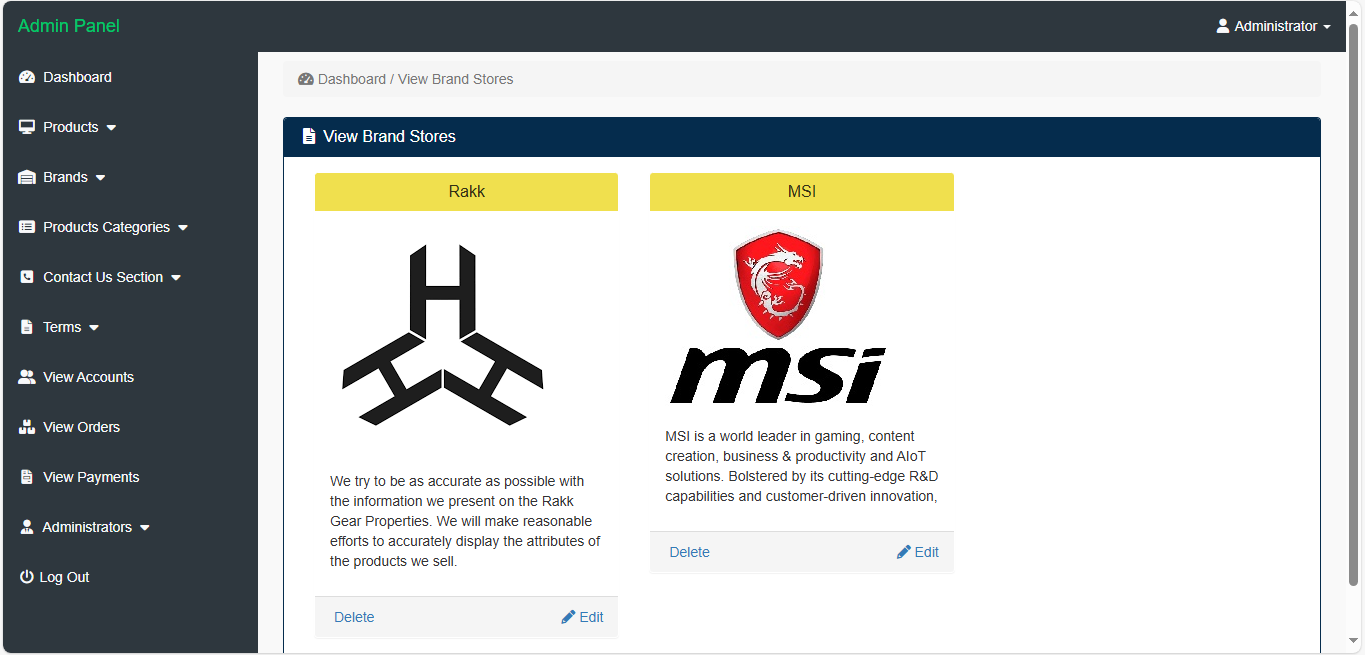 Admin Panel
Administrator
Dashboard
Products
Brands
Products Categories
Contact Us Section
Terms
View Accounts
View Orders
View Payments
Administrators
Log Out
Dashboard / View Brand Stores
View Brand Stores
Rakk
We try to be as accurate as possible with
the information we present on the Rakk
Gear Properties. We will make reasonable
efforts to accurately display the attributes of
the products we sell.
Delete
Edit
MSI
msi
MSI is a world leader in gaming, content
creation, business & productivity and AIoT
solutions. Bolstered by its cutting-edge R&D
capabilities and customer-driven innovation,
Delete
Edit